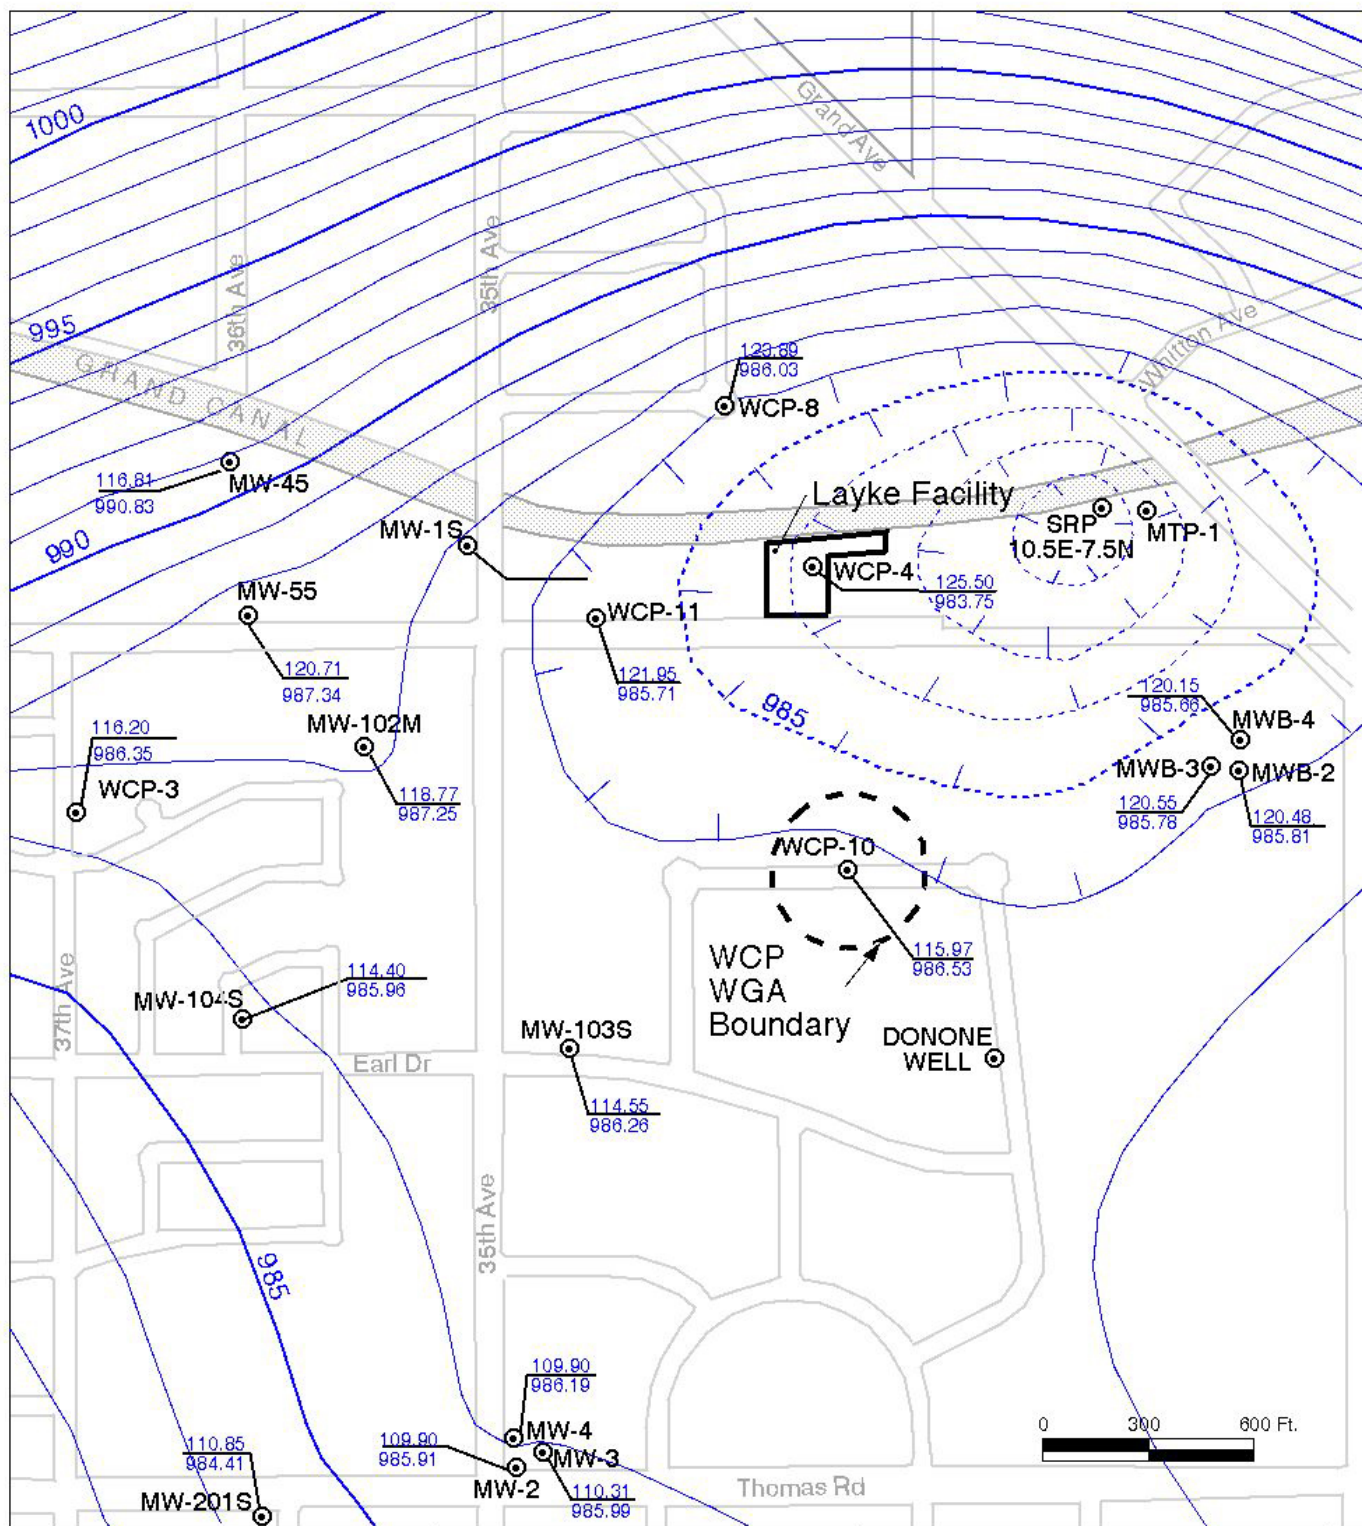 1000
Grand Ave
36th Ave
35th Ave
995
Whitton Ave
GRAND CANAL
123.89
986.03
WCP-8
116.81
990.83
MW-45
Layke Facility
990
MW-1S
SRP
10.5E-7.5N
MTP-1
WCP-4
125.50
983.75
MW-55
WCP-11
120.71
987.34
121.95
985.71
985
120.15
985.66
MWB-4
116.20
986.35
MW-102M
MWB-3
MWB-2
WCP-3
118.77
987.25
120.55
985.78
120.48
985.81
WCP-10
115.97
986.53
WCP
WGA
Boundary
37th Ave
114.40
985.96
MW-104S
MW-103S
DONONE
WELL
Earl Dr
114.55
986.26
35th Ave
985
109.90
986.19
0 300 600 Ft.
MW-4
109.90
985.91
MW-3
MW-2
110.85
984.41
110.31
985.99
Thomas Rd
MW-201S